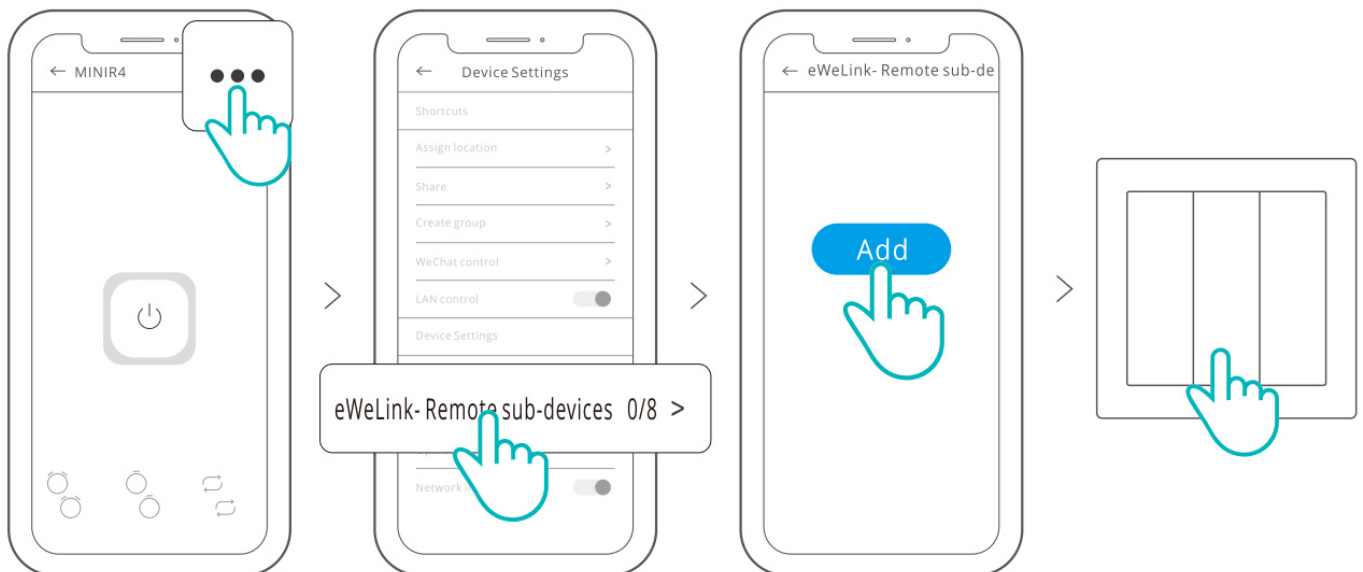 MINIR4
Device Settings
Shortcuts
Assign location
Share
Create group
WeChat control
LAN control
Device Settings
eWeLink- Remote sub-devices 0/8 >
Network
eWeLink- Remote sub-de
Add